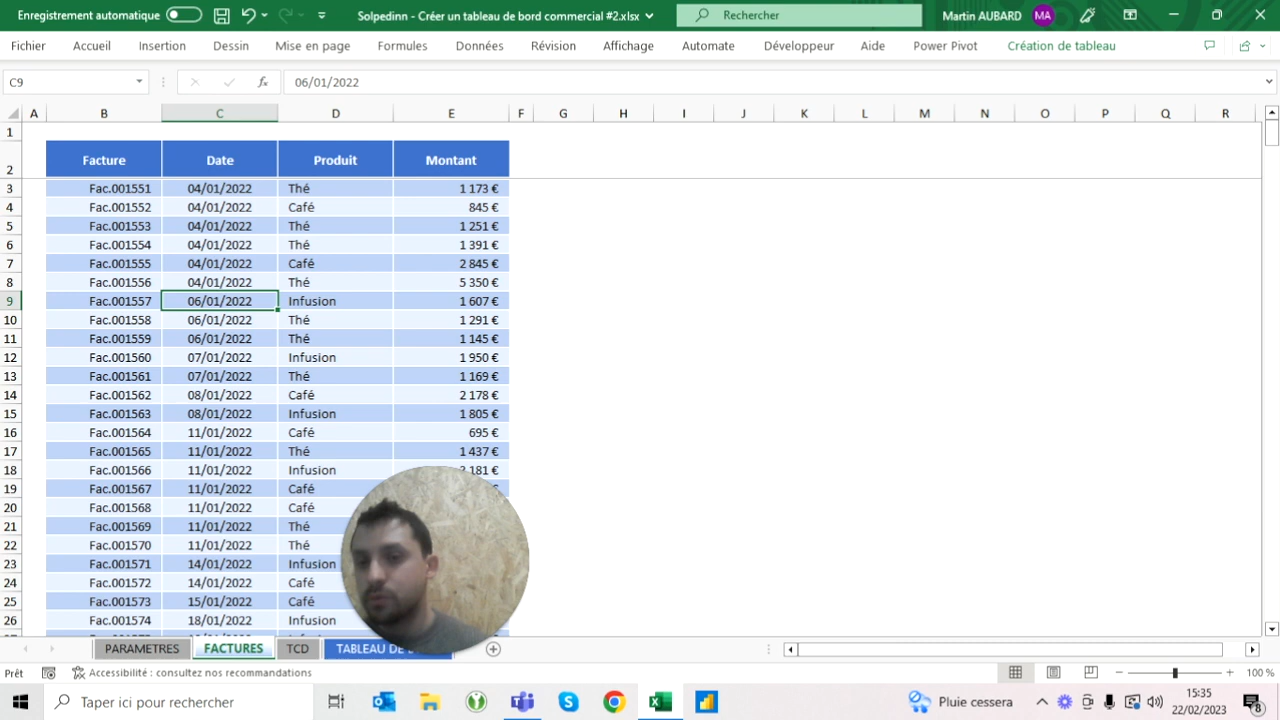 Enregistrement automatique
Solpedinn - Créer un tableau de bord commercial #2.xlsx
Rechercher
Martin AUBARD MA
Fichier Accueil Insertion Dessin Mise en page Formules Données Révision Affichage Automate Développeur Aide Power Pivot Création de tableau
C9 fx 06/01/2022
A B C D E F G H I J K L M N O P Q R
1
2 Facture Date Produit Montant
3 Fac.001551 04/01/2022 Thé 1 173 €
4 Fac.001552 04/01/2022 Café 845 €
5 Fac.001553 04/01/2022 Thé 1 251 €
6 Fac.001554 04/01/2022 Thé 1 391 €
7 Fac.001555 04/01/2022 Café 2 845 €
8 Fac.001556 04/01/2022 Thé 5 350 €
9 Fac.001557 06/01/2022 Infusion 1 607 €
10 Fac.001558 06/01/2022 Thé 1 291 €
11 Fac.001559 06/01/2022 Thé 1 145 €
12 Fac.001560 07/01/2022 Infusion 1 950 €
13 Fac.001561 07/01/2022 Thé 1 169 €
14 Fac.001562 08/01/2022 Café 2 178 €
15 Fac.001563 08/01/2022 Infusion 1 805 €
16 Fac.001564 11/01/2022 Café 695 €
17 Fac.001565 11/01/2022 Thé 1 437 €
18 Fac.001566 11/01/2022 Infusion 181 €
19 Fac.001567 11/01/2022 Café
20 Fac.001568 11/01/2022 Café
21 Fac.001569 11/01/2022 Thé
22 Fac.001570 11/01/2022 Thé
23 Fac.001571 14/01/2022 Infusion
24 Fac.001572 14/01/2022 Café
25 Fac.001573 15/01/2022 Café
26 Fac.001574 18/01/2022 Infusion
PARAMETRES FACTURES TCD TABLEAU DE
Prêt Accessibilité : consultez nos recommandations 100 %
Taper ici pour rechercher
Pluie cessera
15:35
22/02/2023
8